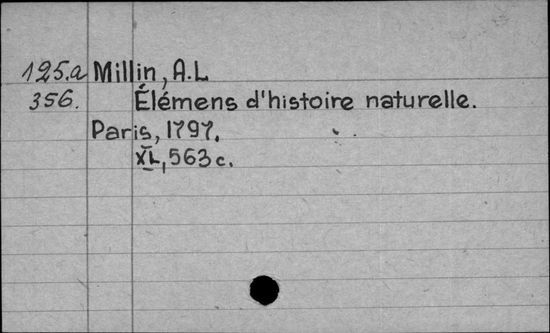 125.a Millin, A.L
356. Élémens d'histoire naturelle.
Paris, 1797.
XL, 563 c.